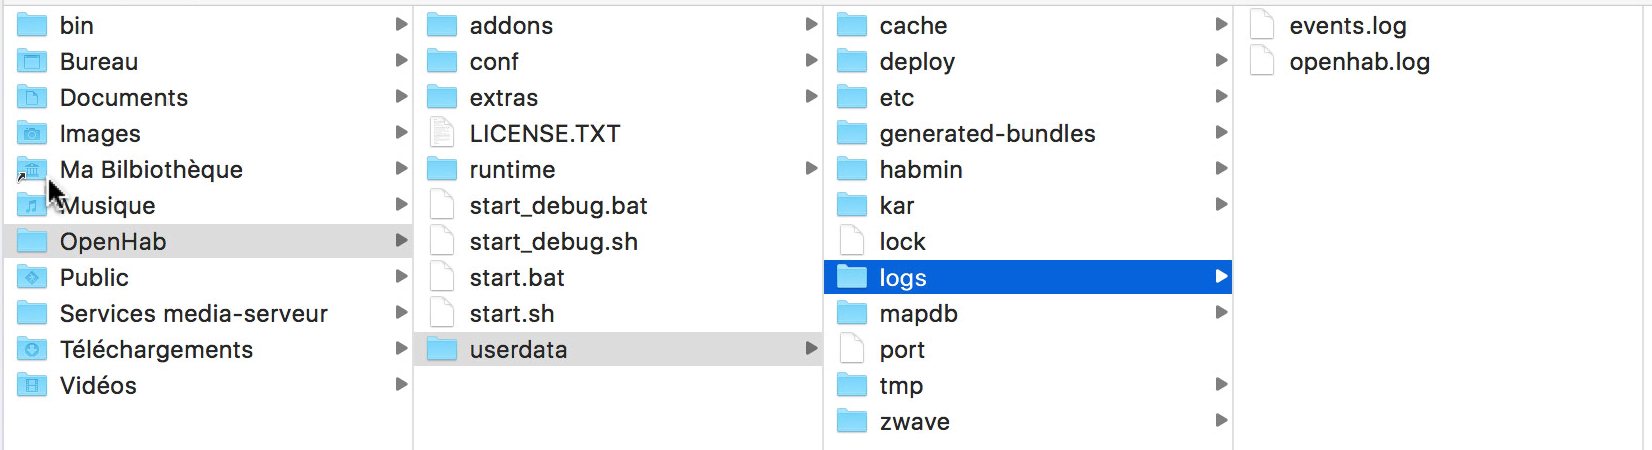 bin
Bureau
Documents
Images
Ma Bilbiothèque
Musique
OpenHab
Public
Services media-serveur
Téléchargements
Vidéos
addons
conf
extras
LICENSE.TXT
runtime
start_debug.bat
start_debug.sh
start.bat
start.sh
userdata
cache
deploy
etc
generated-bundles
habmin
kar
lock
logs
mapdb
port
tmp
zwave
events.log
openhab.log